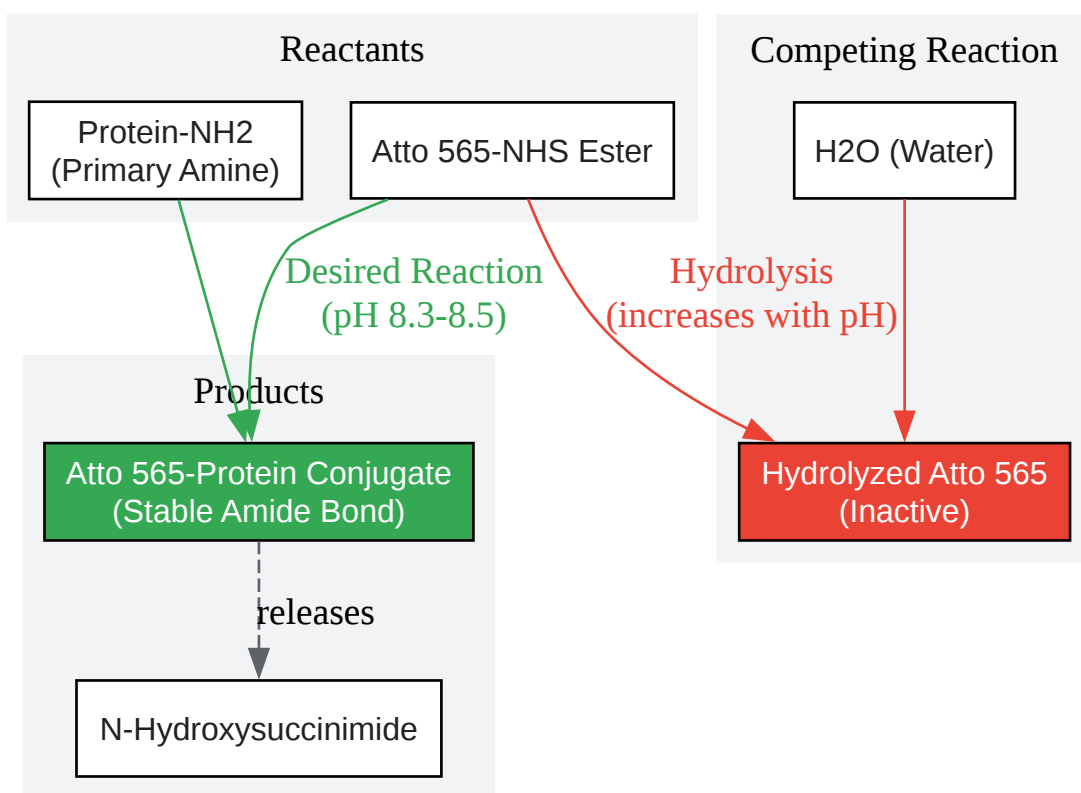 Reactants
Competing Reaction
Protein-NH2
(Primary Amine)
Atto 565-NHS Ester
H2O (Water)
Desired Reaction
(pH 8.3-8.5)
Hydrolysis
(increases with pH)
Products
Atto 565-Protein Conjugate
(Stable Amide Bond)
Hydrolyzed Atto 565
(Inactive)
releases
N-Hydroxysuccinimide